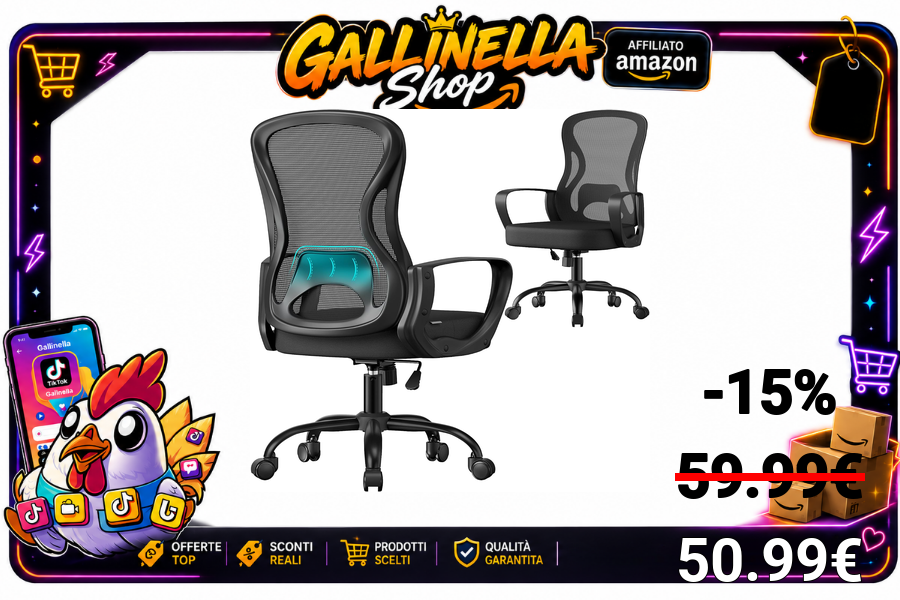 GALLINELLA
Shop
AFFILIATO
amazon
Gallinella
TikTok
Gallinella
-15%
59.99€
50.99€
OFFERTE
TOP
SCONTI
REALI
PRODOTTI
SCELTI
QUALITÀ
GARANTITA